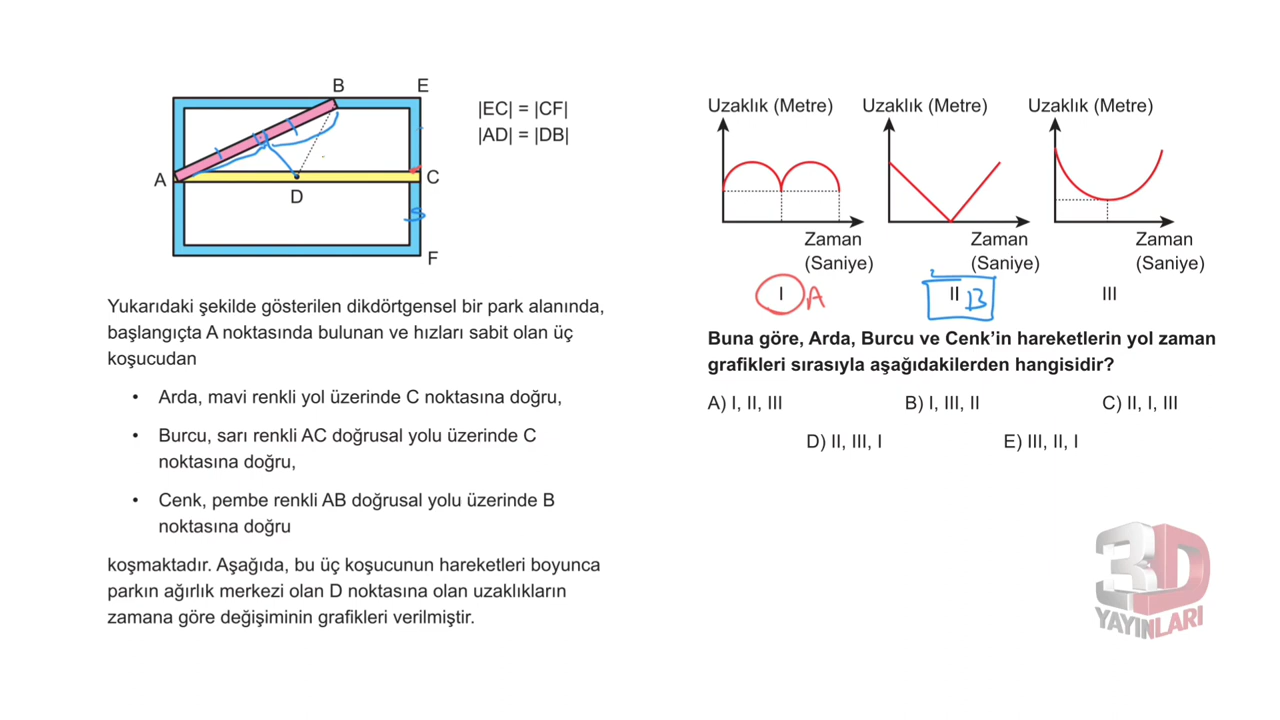 B
E
A
C
D
F
|EC| = |CF|
|AD| = |DB|
Yukarıdaki şekilde gösterilen dikdörtgensel bir park alanında,
başlangıçta A noktasında bulunan ve hızları sabit olan üç
koşucudan
• Arda, mavi renkli yol üzerinde C noktasına doğru,
• Burcu, sarı renkli AC doğrusal yolu üzerinde C
noktasına doğru,
• Cenk, pembe renkli AB doğrusal yolu üzerinde B
noktasına doğru
koşmaktadır. Aşağıda, bu üç koşucunun hareketleri boyunca
parkın ağırlık merkezi olan D noktasına olan uzaklıkların
zamana göre değişiminin grafikleri verilmiştir.
Uzaklık (Metre) Uzaklık (Metre) Uzaklık (Metre)
Zaman Zaman Zaman
(Saniye) (Saniye) (Saniye)
I A II B III
Buna göre, Arda, Burcu ve Cenk’in hareketlerin yol zaman
grafikleri sırasıyla aşağıdakilerden hangisidir?
A) I, II, III B) I, III, II C) II, I, III
D) II, III, I E) III, II, I
3D
YAYINLARI